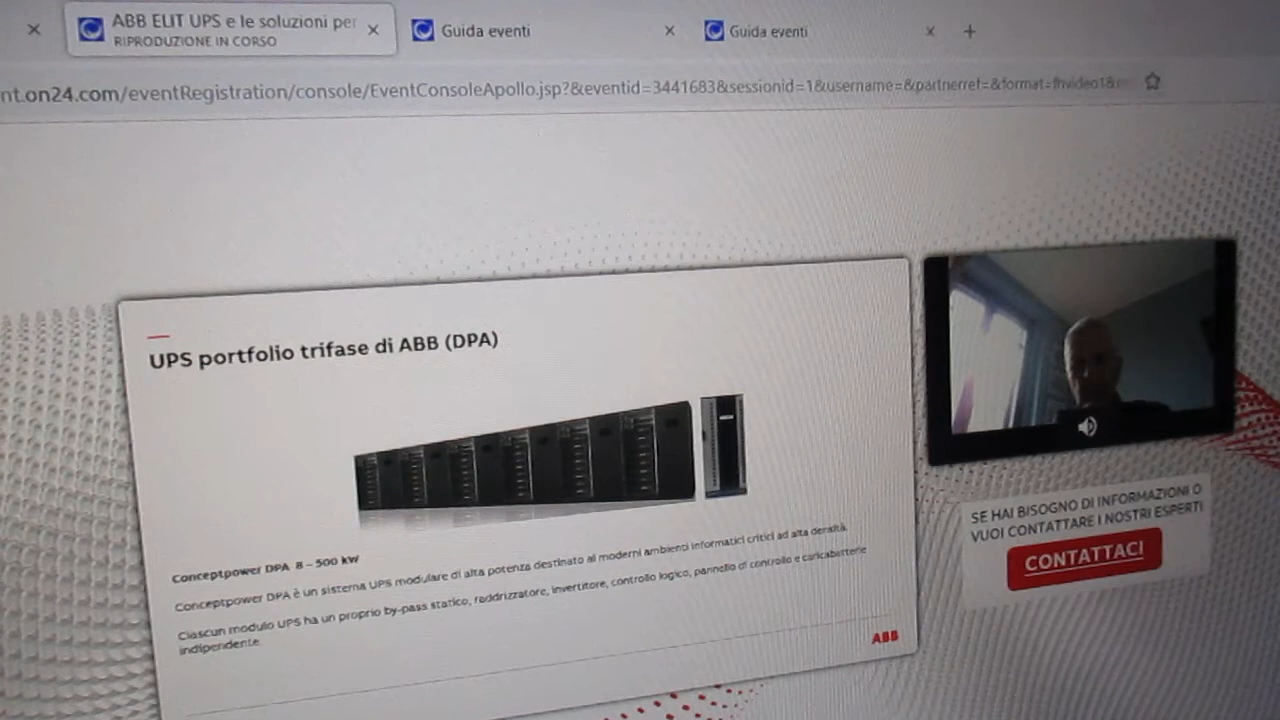 ABB ELIT UPS e le soluzioni per
RIPRODUZIONE IN CORSO
Guida eventi
Guida eventi
nt.on24.com/eventRegistration/console/EventConsoleApollo.jsp?&eventid=3441683&sessionid=1&username=&partnerref=&format=fhvideo1&
UPS portfolio trifase di ABB (DPA)
Conceptpower DPA 8 – 500 kW
Conceptpower DPA è un sistema UPS modulare di alta potenza destinato ai moderni ambienti informatici critici ad alta densità.
Ciascun modulo UPS ha un proprio by-pass statico, raddrizzatore, invertitore, controllo logico, pannello di controllo e caricabatterie
indipendente
ABB
SE HAI BISOGNO DI INFORMAZIONI O
VUOI CONTATTARE I NOSTRI ESPERTI
CONTATTACI